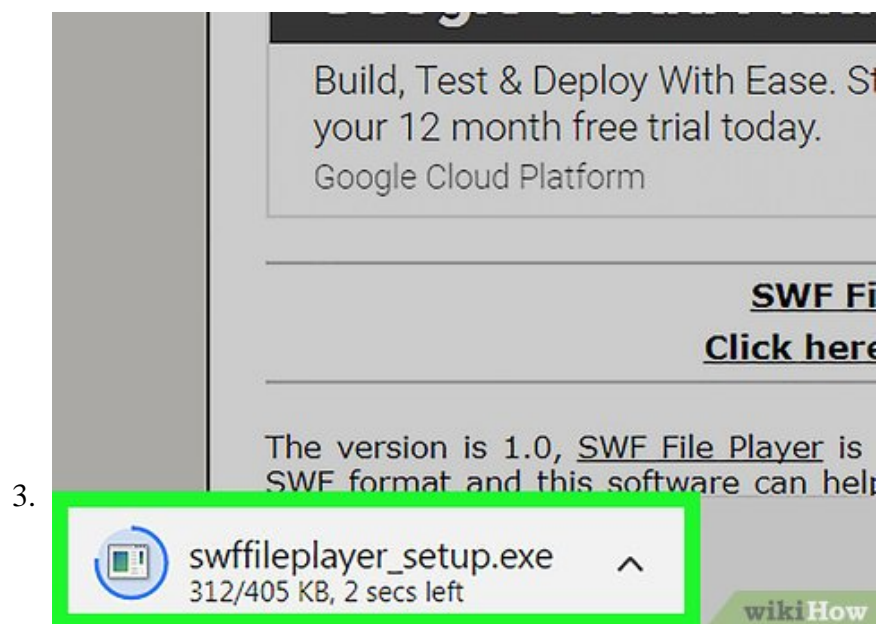 Build, Test & Deploy With Ease. St
your 12 month free trial today.
Google Cloud Platform
SWF Fi
Click here
The version is 1.0, SWF File Player is
SWF format and this software can help
3.
swffileplayer_setup.exe
312/405 KB, 2 secs left
wikiHow